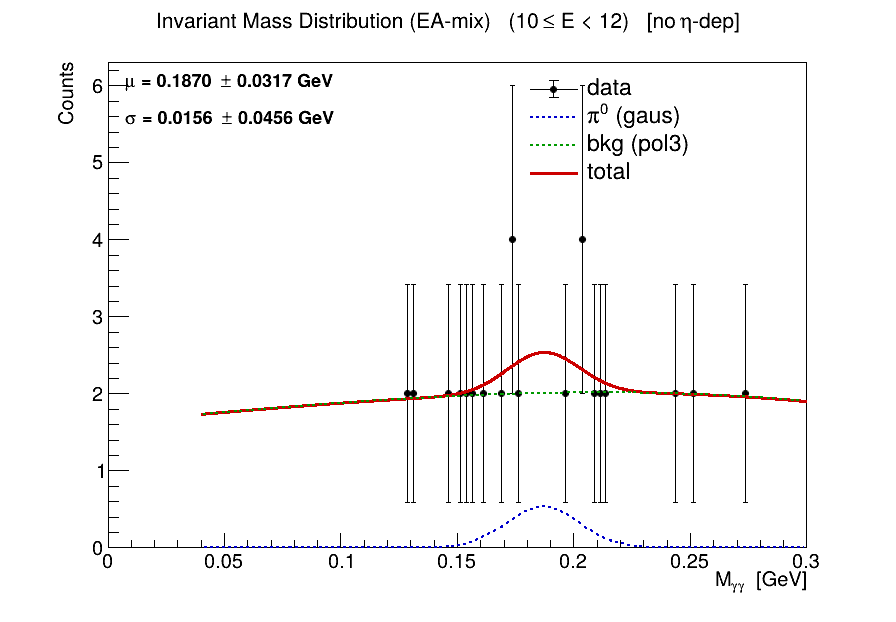 Invariant Mass Distribution (EA-mix) (10 ≤ E < 12) [no η-dep]
Counts
μ = 0.1870 ± 0.0317 GeV
σ = 0.0156 ± 0.0456 GeV
data
π⁰ (gaus)
bkg (pol3)
total
6
5
4
3
2
1
0
0 0.05 0.1 0.15 0.2 0.25 0.3
Mγγ [GeV]